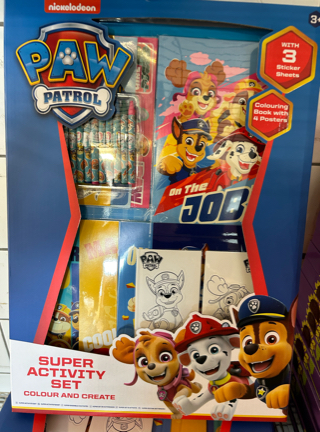 nickelodeon
3+
PAW
PATROL
WITH
3
Sticker
Sheets
Colouring
Book with
4 Posters
ON THE
JOB
PAW
PATROL
SUPER
ACTIVITY
SET
COLOUR AND CREATE